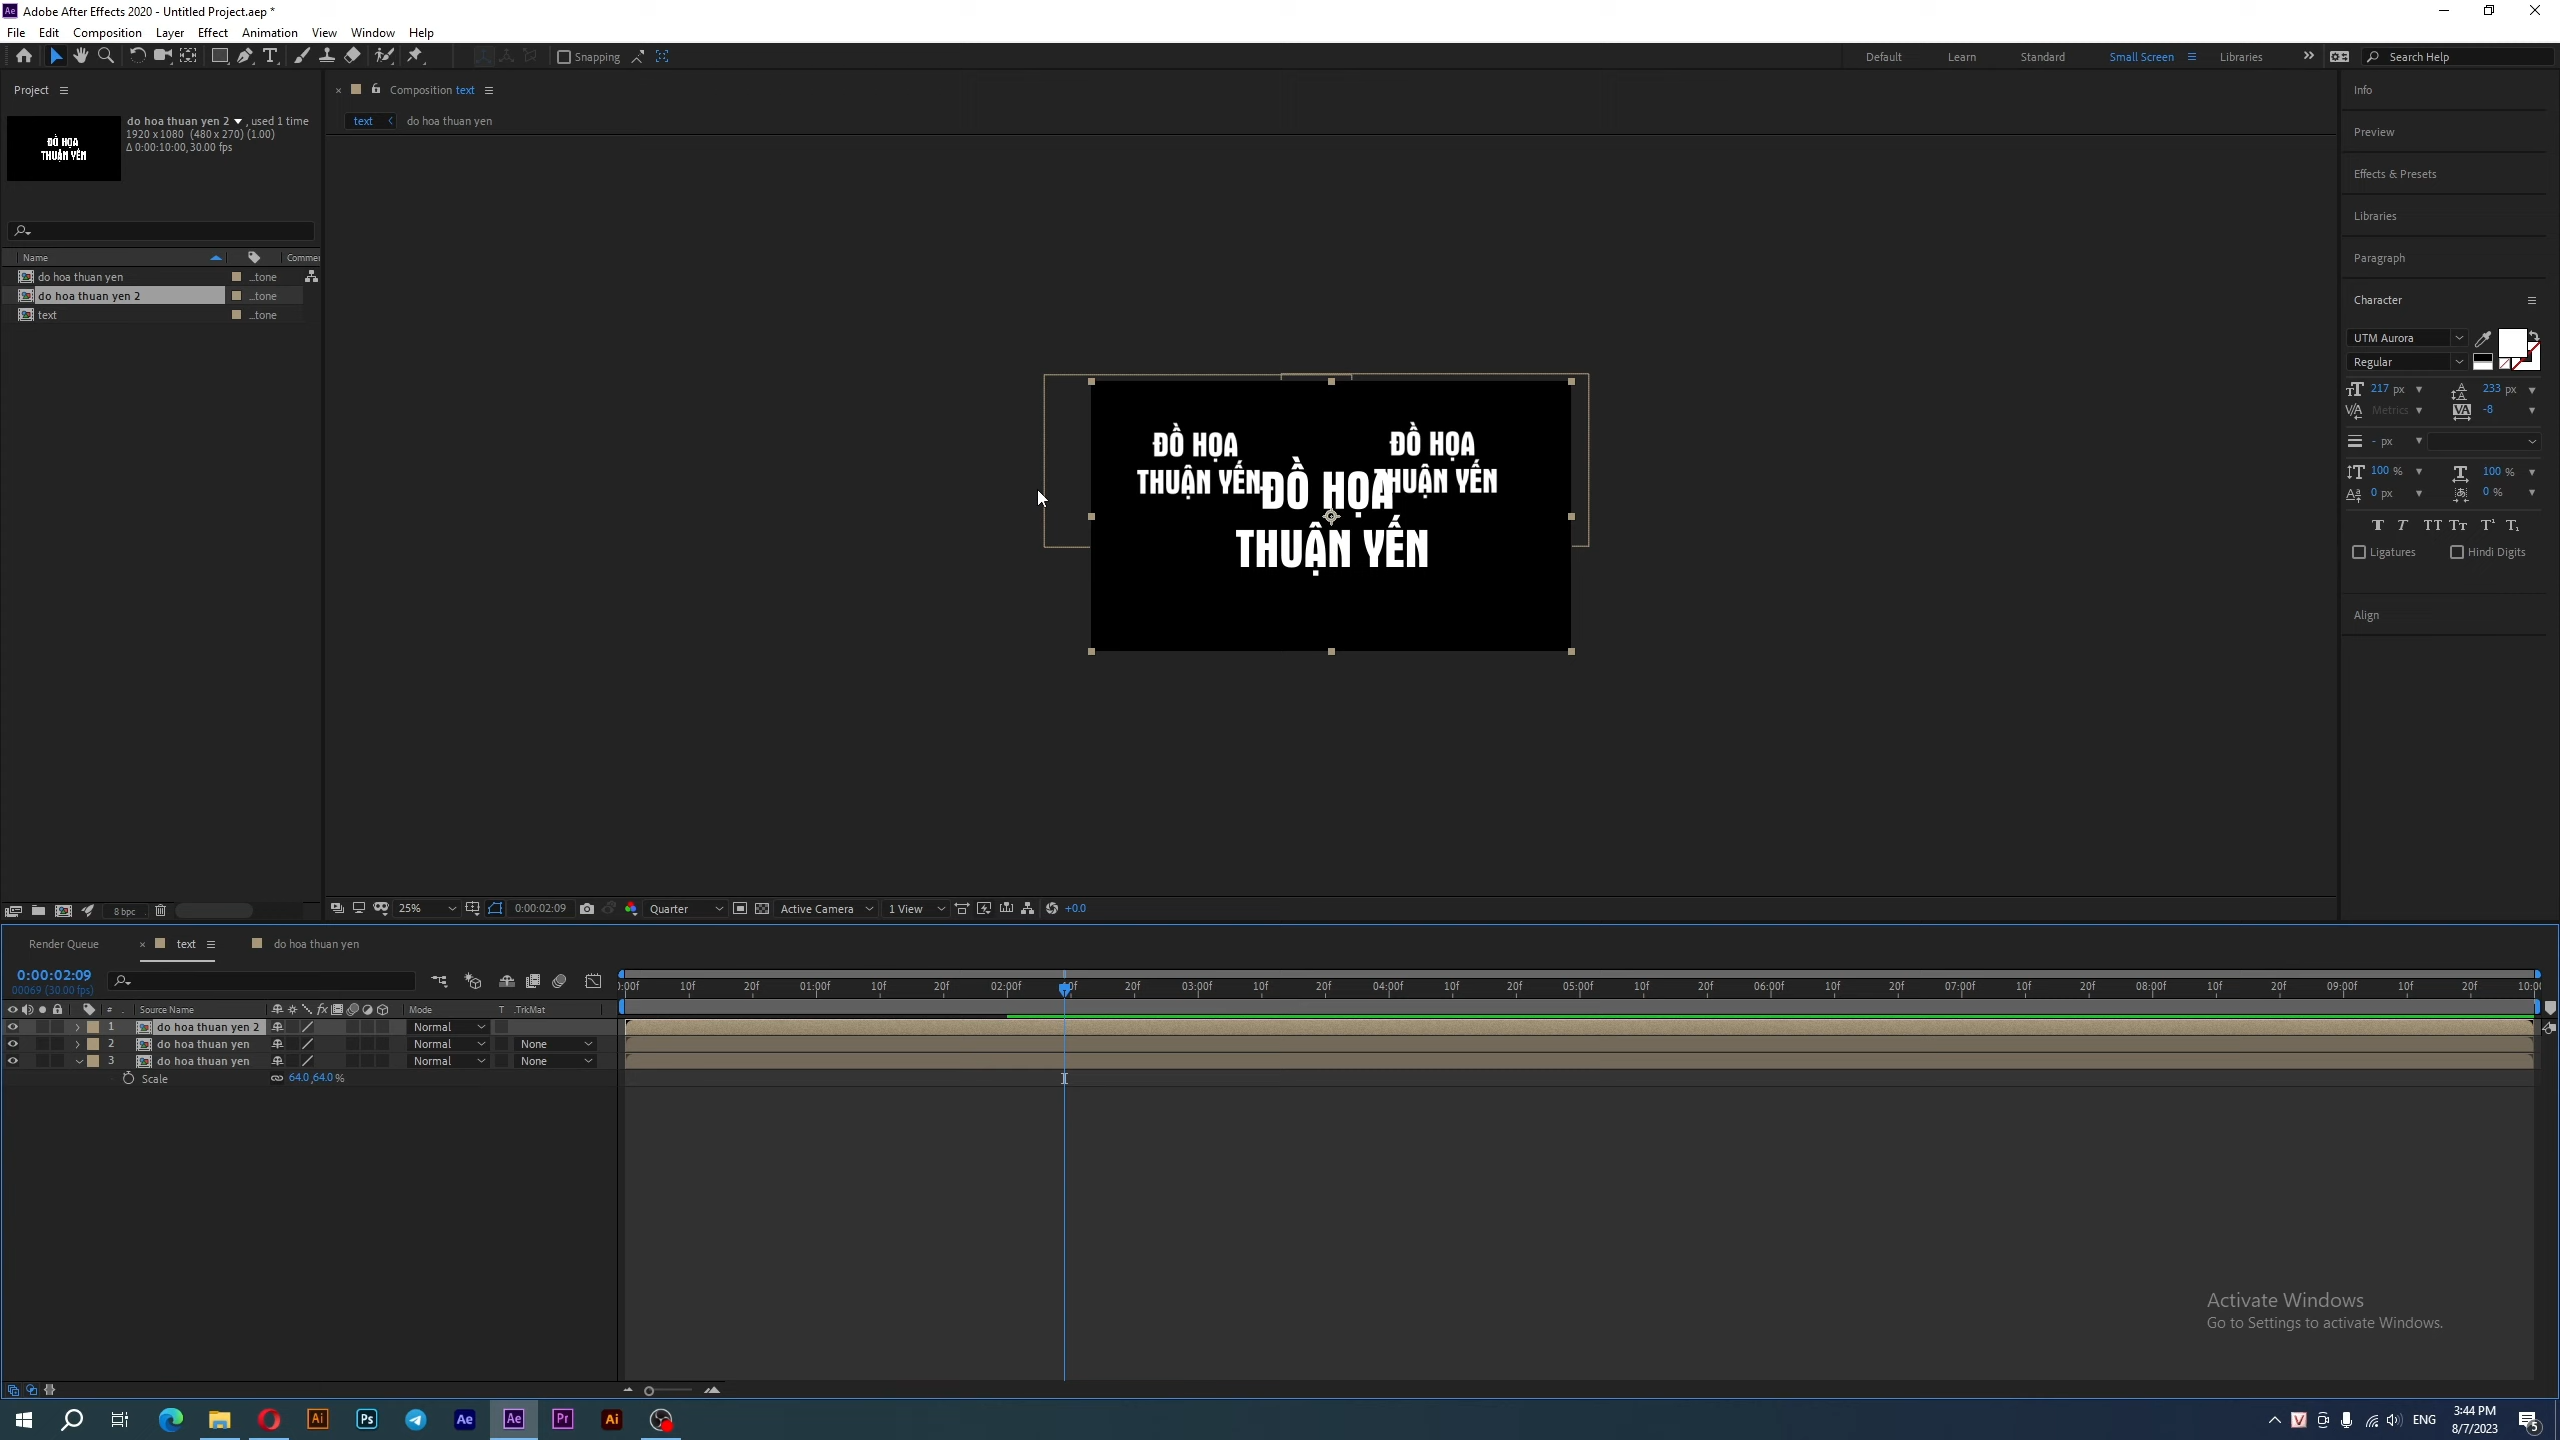 Adobe After Effects 2020 - Untitled Project.aep *
File Edit Composition Layer Effect Animation View Window Help
Snapping
Default Learn Standard Small Screen Libraries Search Help
Project
do hoa thuan yen 2 , used 1 time
1920 x 1080 (480 x 270) (1.00)
Δ 0:00:10:00, 30.00 fps
ĐỒ HỌA
THUẬN YẾN
Name Commer
do hoa thuan yen ...tone
do hoa thuan yen 2 ...tone
text ...tone
8 bpc
Composition text
text do hoa thuan yen
ĐỒ HỌA
THUẬN YẾN
ĐỒ HỌA
THUẬN YẾN
ĐỒ HỌA
THUẬN YẾN
25% 0:00:02:09 Quarter Active Camera 1 View +0.0
Info
Preview
Effects & Presets
Libraries
Paragraph
Character
UTM Aurora
Regular
217 px 233 px
Metrics -8
- px
100 % 100 %
0 px 0 %
Ligatures Hindi Digits
Align
Render Queue text do hoa thuan yen
0:00:02:09
00069 (30.00 fps)
:00f 10f 20f 01:00f 10f 20f 02:00f 20f 03:00f 10f 20f 04:00f 10f 20f 05:00f 10f 20f 06:00f 10f 20f 07:00f 10f 20f 08:00f 10f 20f 09:00f 10f 20f 10:0
# Source Name Mode T .TrkMat
1 do hoa thuan yen 2 Normal
2 do hoa thuan yen Normal None
3 do hoa thuan yen Normal None
Scale 64.0,64.0 %
Activate Windows
Go to Settings to activate Windows.
ENG
3:44 PM
8/7/2023
5